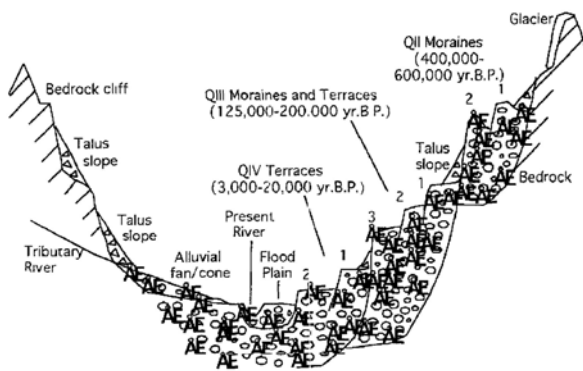 Glacier
QII Moraines
(400,000-
600,000 yr.B.P.)
1
2
Bedrock cliff
QIII Moraines and Terraces
(125,000-200.000 yr.B P.)
Talus
slope
Talus
slope
1
Bedrock
QIV Terraces
(3,000-20,000 yr.B.P.)
2
3
Talus
slope
Present
River
1
Tributary
River
Alluvial
fan/cone
Flood
Plain
2
ÅE